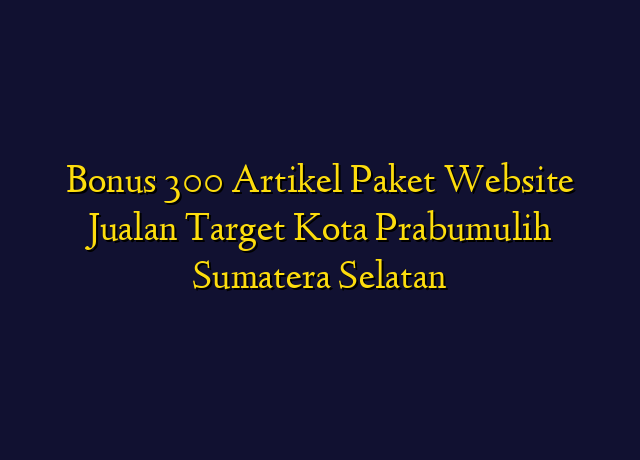 Bonus 300 Artikel Paket Website
Jualan Target Kota Prabumulih
Sumatera Selatan